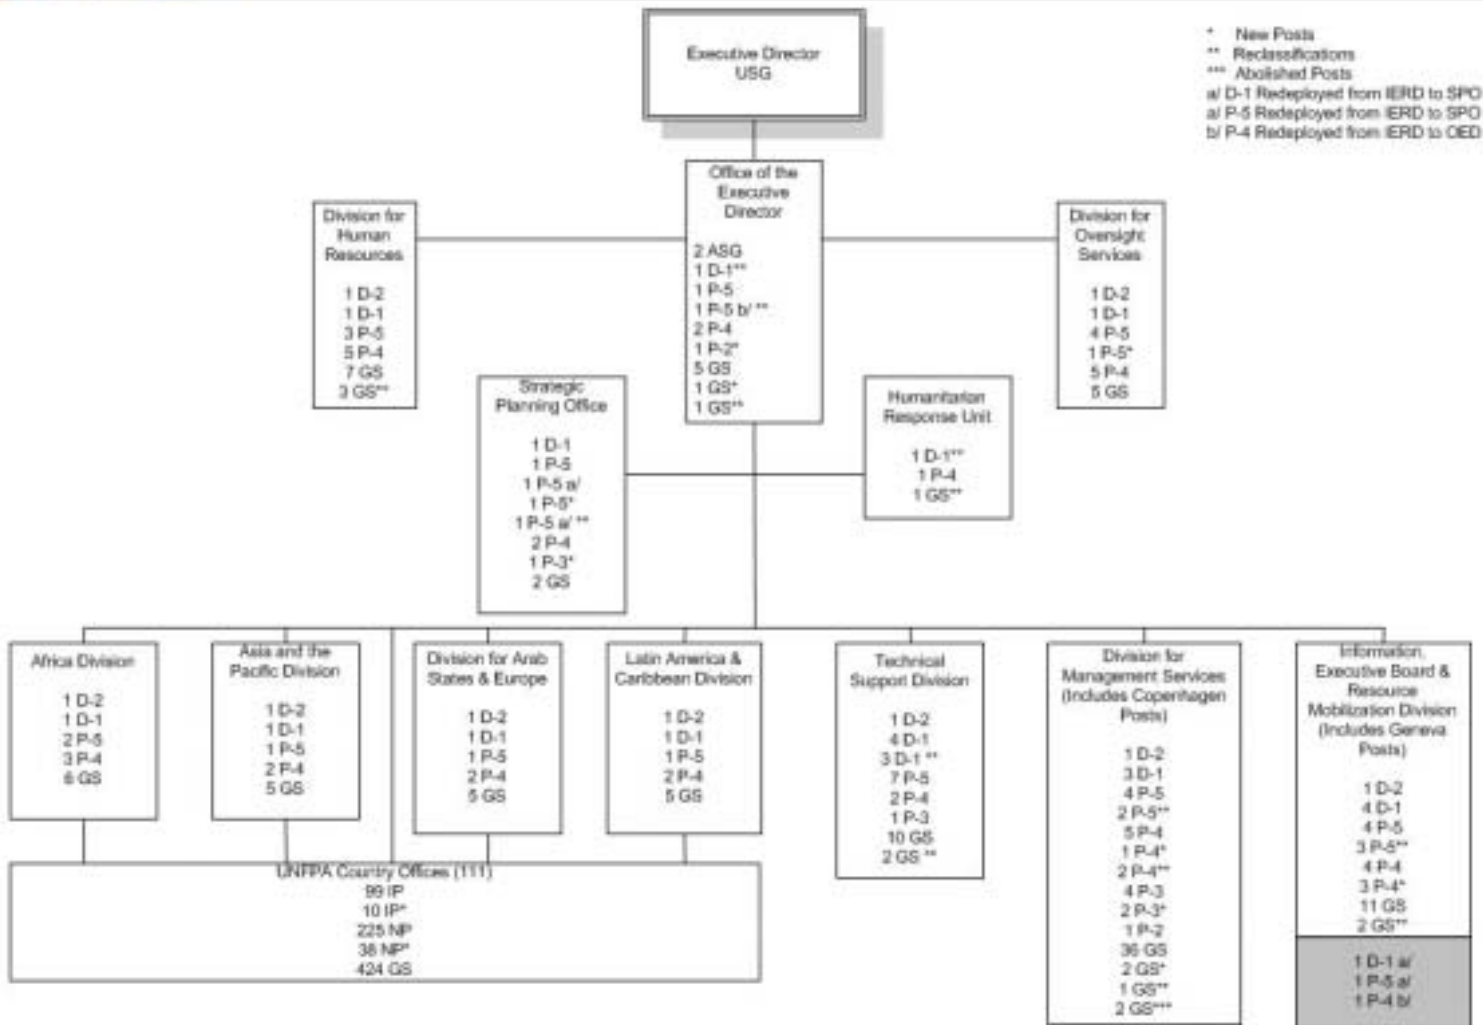 Executive Director
USG
* New Posts
** Reclassifications
*** Abolished Posts
a/ D-1 Redeployed from IERD to SPO
a/ P-5 Redeployed from IERD to SPO
b/ P-4 Redeployed from IERD to OED
Office of the
Executive
Director
2 ASG
1 D-1**
1 P-5
1 P-5 b/ **
2 P-4
1 P-2*
5 GS
1 GS*
1 GS**
Division for
Human
Resources
1 D-2
1 D-1
3 P-5
5 P-4
7 GS
3 GS**
Division for
Oversight
Services
1 D-2
1 D-1
4 P-5
1 P-5*
5 P-4
5 GS
Strategic
Planning Office
1 D-1
1 P-5
1 P-5 a/
1 P-5*
1 P-5 a/ **
2 P-4
1 P-3*
2 GS
Humanitarian
Response Unit
1 D-1**
1 P-4
1 GS**
Africa Division
1 D-2
1 D-1
2 P-5
3 P-4
6 GS
Asia and the
Pacific Division
1 D-2
1 D-1
1 P-5
2 P-4
5 GS
Division for Arab
States & Europe
1 D-2
1 D-1
1 P-5
2 P-4
5 GS
Latin America &
Caribbean Division
1 D-2
1 D-1
1 P-5
2 P-4
5 GS
Technical
Support Division
1 D-2
4 D-1
3 D-1 **
7 P-5
2 P-4
1 P-3
10 GS
2 GS **
Division for
Management Services
(Includes Copenhagen
Posts)
1 D-2
3 D-1
4 P-5
2 P-5**
5 P-4
1 P-4*
2 P-4**
4 P-3
2 P-3*
1 P-2
36 GS
2 GS*
1 GS**
2 GS***
Information,
Executive Board &
Resource
Mobilization Division
(Includes Geneva
Posts)
1 D-2
4 D-1
4 P-5
3 P-5**
4 P-4
3 P-4*
11 GS
2 GS**
1 D-1 a/
1 P-5 a/
1 P-4 b/
UNFPA Country Offices (111)
99 IP
10 IP*
225 NP
38 NP*
424 GS